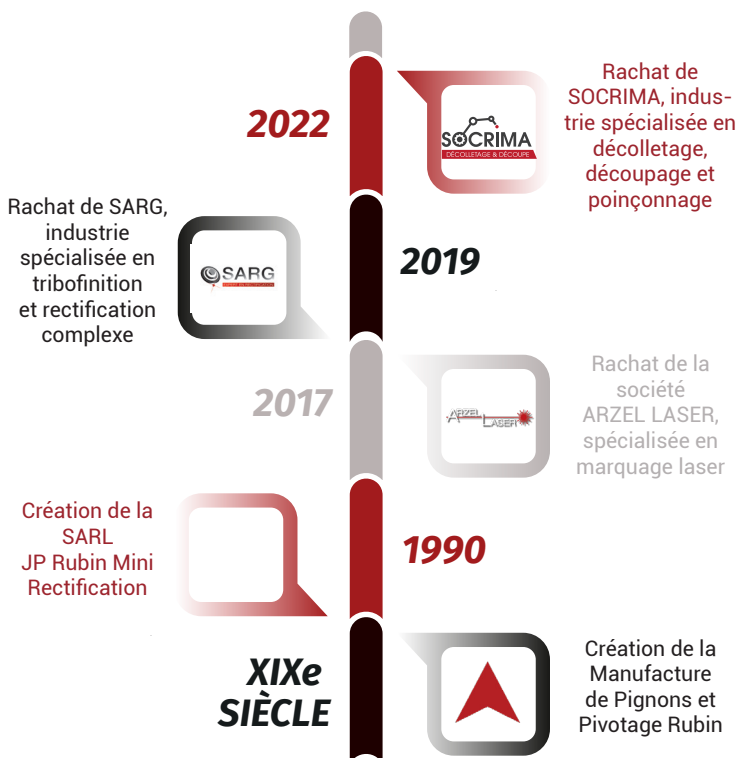 2022
SOCRIMA
DÉCOLLETAGE & DÉCOUPE
Rachat de
SOCRIMA, indus-
trie spécialisée en
décolletage,
découpage et
poinçonnage
Rachat de SARG,
industrie
spécialisée en
tribofinition
et rectification
complexe
SARG
2019
2017
ARZEL
LASER
Rachat de la
société
ARZEL LASER,
spécialisée en
marquage laser
Création de la
SARL
JP Rubin Mini
Rectification
1990
XIXe
SIÈCLE
Création de la
Manufacture
de Pignons et
Pivotage Rubin